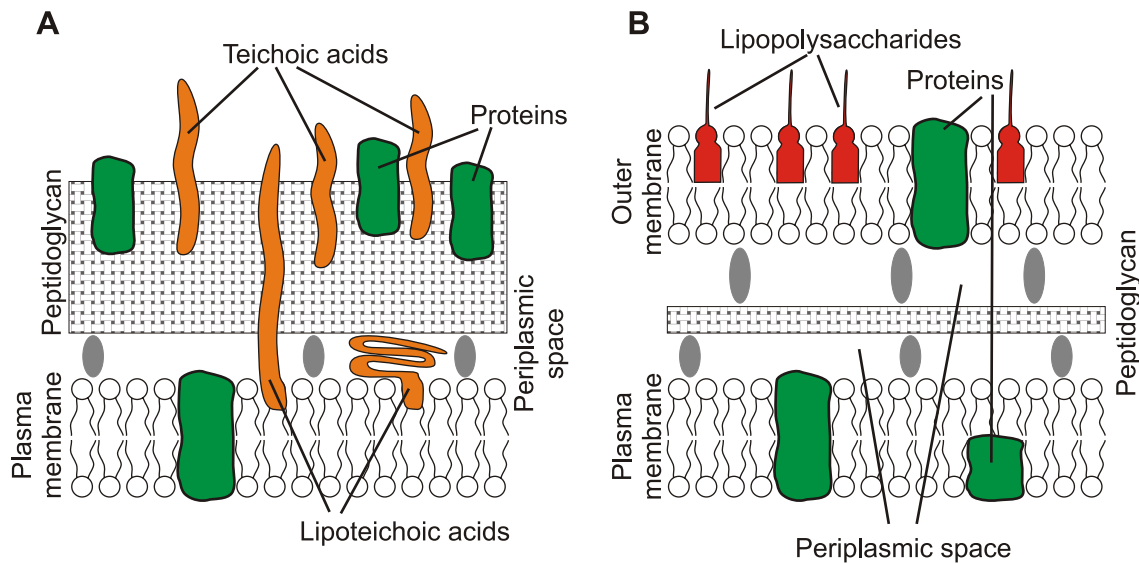 A
Teichoic acids
Proteins
Peptidoglycan
Periplasmic
space
Plasma
membrane
Lipoteichoic acids
B
Lipopolysaccharides
Proteins
Outer
membrane
Peptidoglycan
Plasma
membrane
Periplasmic space